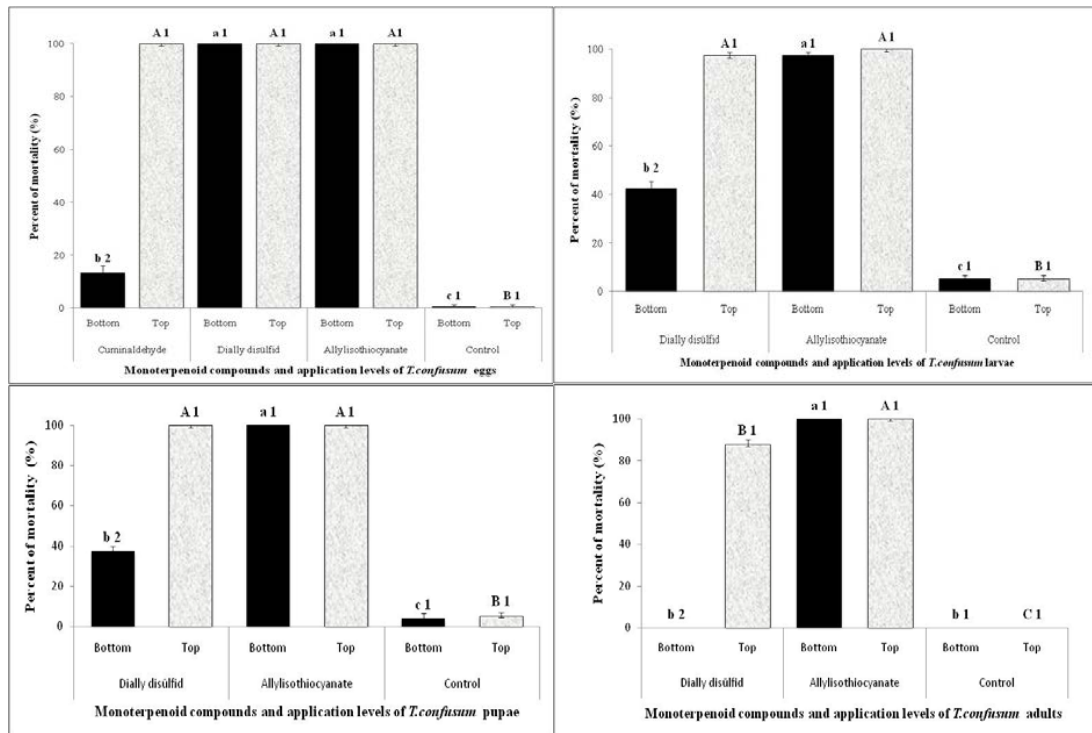 A 1 a 1 A 1 a 1 A 1
100
80
60
40
20
0
Percent of mortality (%)
b 2
c 1 B 1
Bottom Top Bottom Top Bottom Top Bottom Top
Cuminaldehyde Dially disülfid Allylisothiocyanate Control
Monoterpenoid compounds and application levels of T.confusum eggs
A 1 a 1 A 1
100
80
60
40
20
0
Percent of mortality (%)
b 2
c 1 B 1
Bottom Top Bottom Top Bottom Top
Dially disülfid Allylisothiocyanate Control
Monoterpenoid compounds and application levels of T.confusum larvae
A 1 a 1 A 1
100
80
60
40
20
0
Percent of mortality (%)
b 2
c 1 B 1
Bottom Top Bottom Top Bottom Top
Dially disülfid Allylisothiocyanate Control
Monoterpenoid compounds and application levels of T.confusum pupae
a 1 A 1
B 1
100
80
60
40
20
0
Percent of mortality (%)
b 2 b 1 C 1
Bottom Top Bottom Top Bottom Top
Dially disülfid Allylisothiocyanate Control
Monoterpenoid compounds and application levels of T.confusum adults